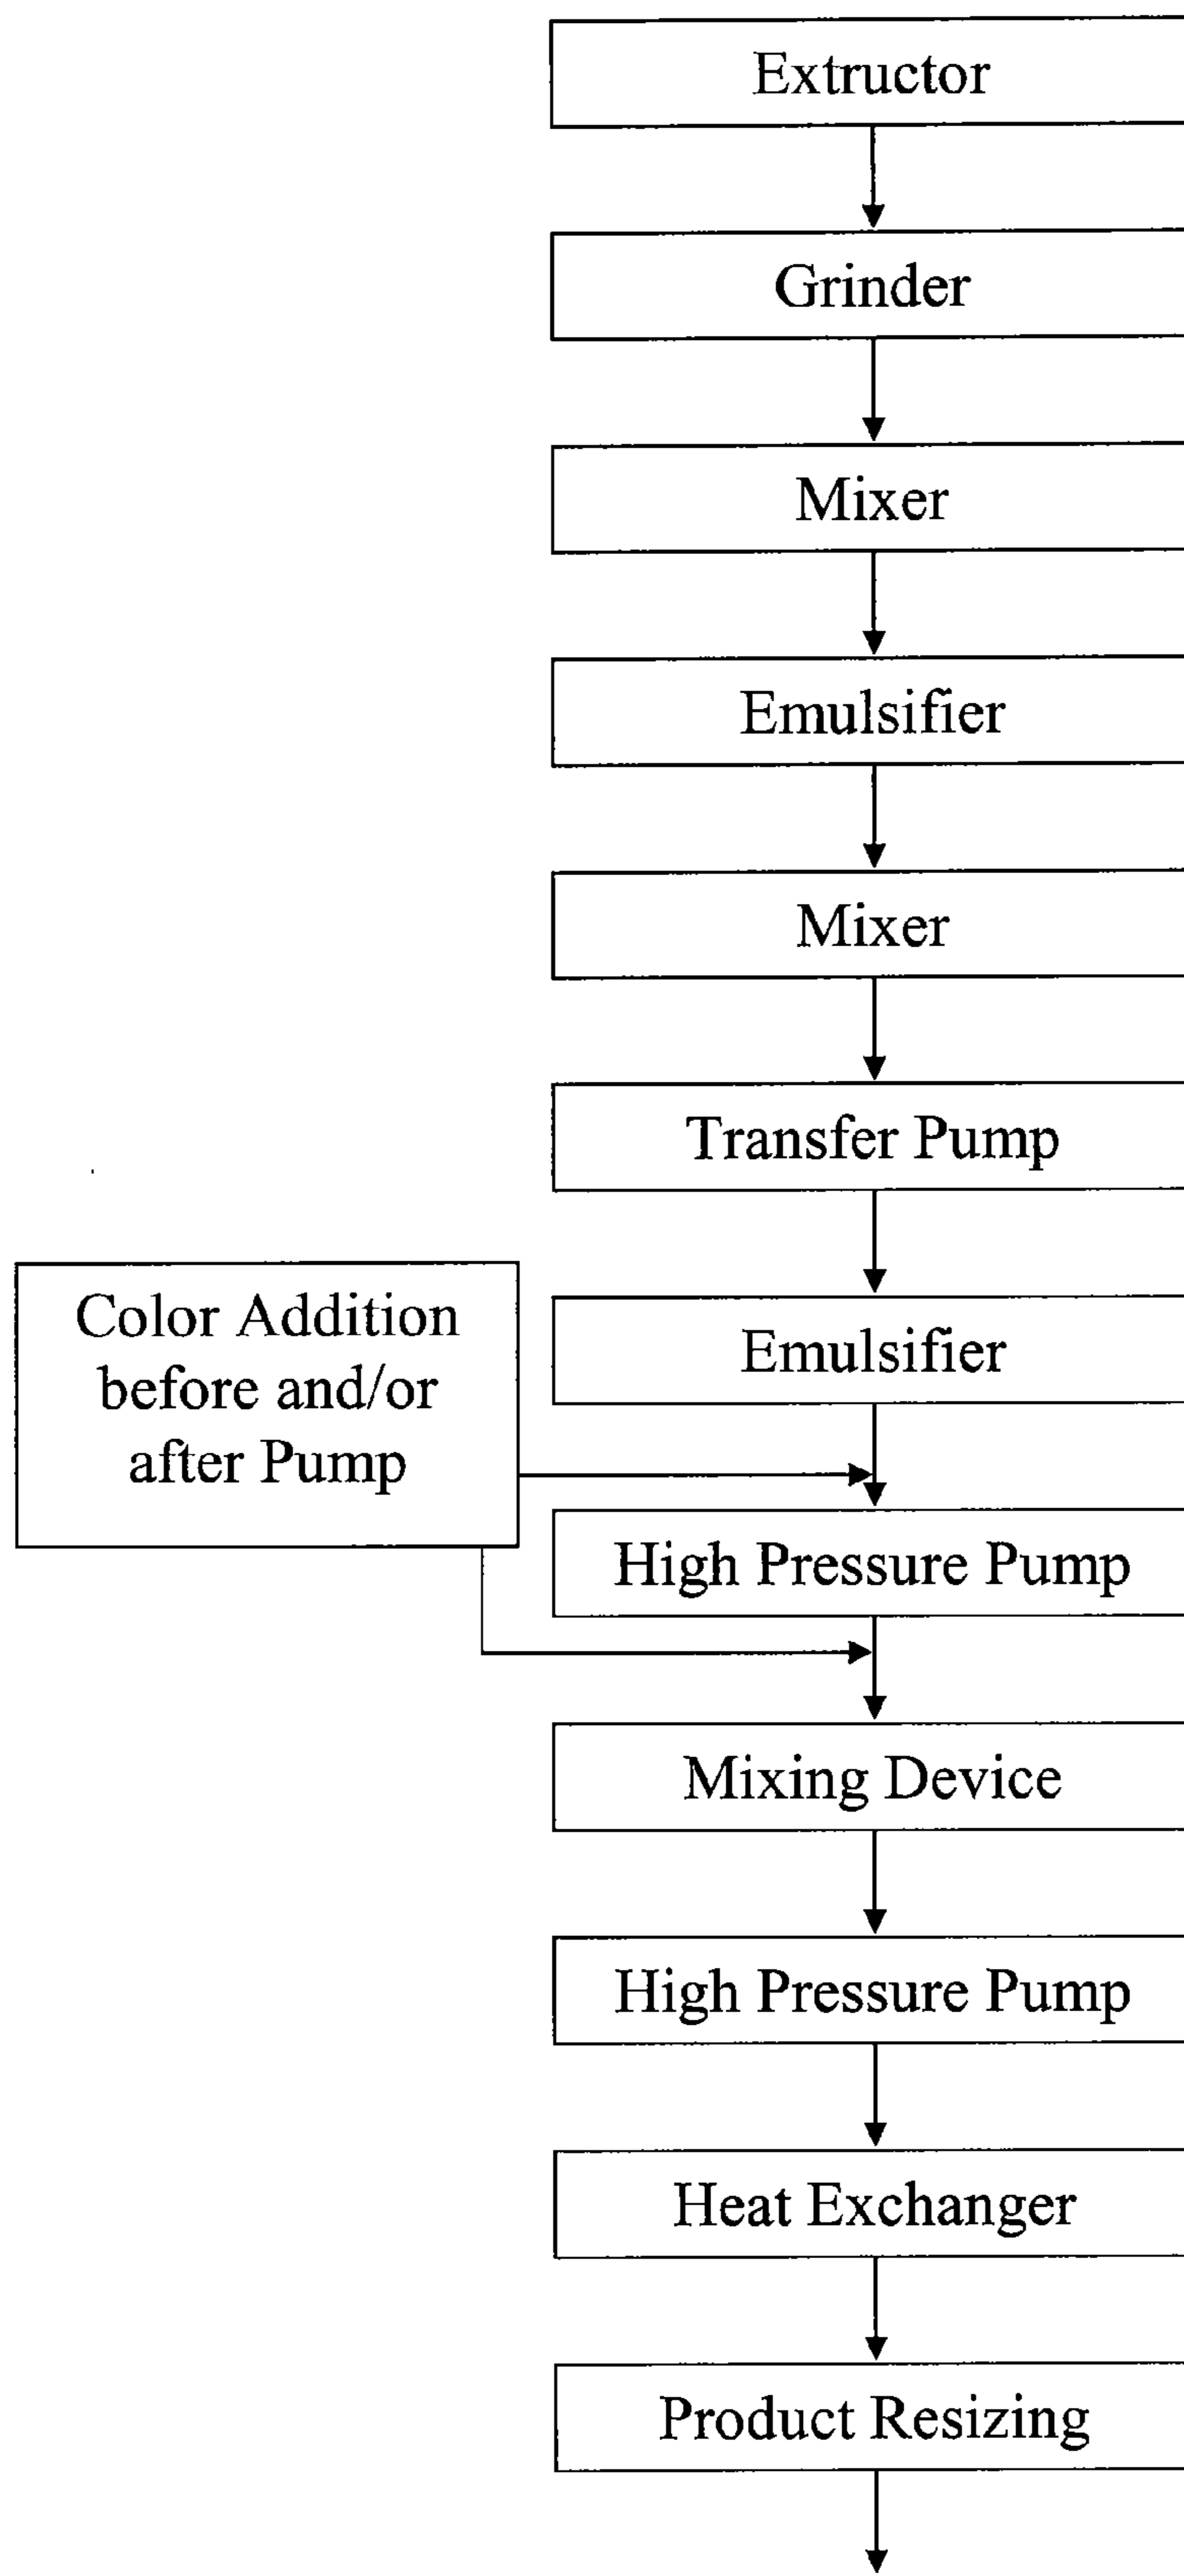 Extructor
Grinder
Mixer
Emulsifier
Mixer
Transfer Pump
Emulsifier
Color Addition
before and/or
after Pump
High Pressure Pump
Mixing Device
High Pressure Pump
Heat Exchanger
Product Resizing